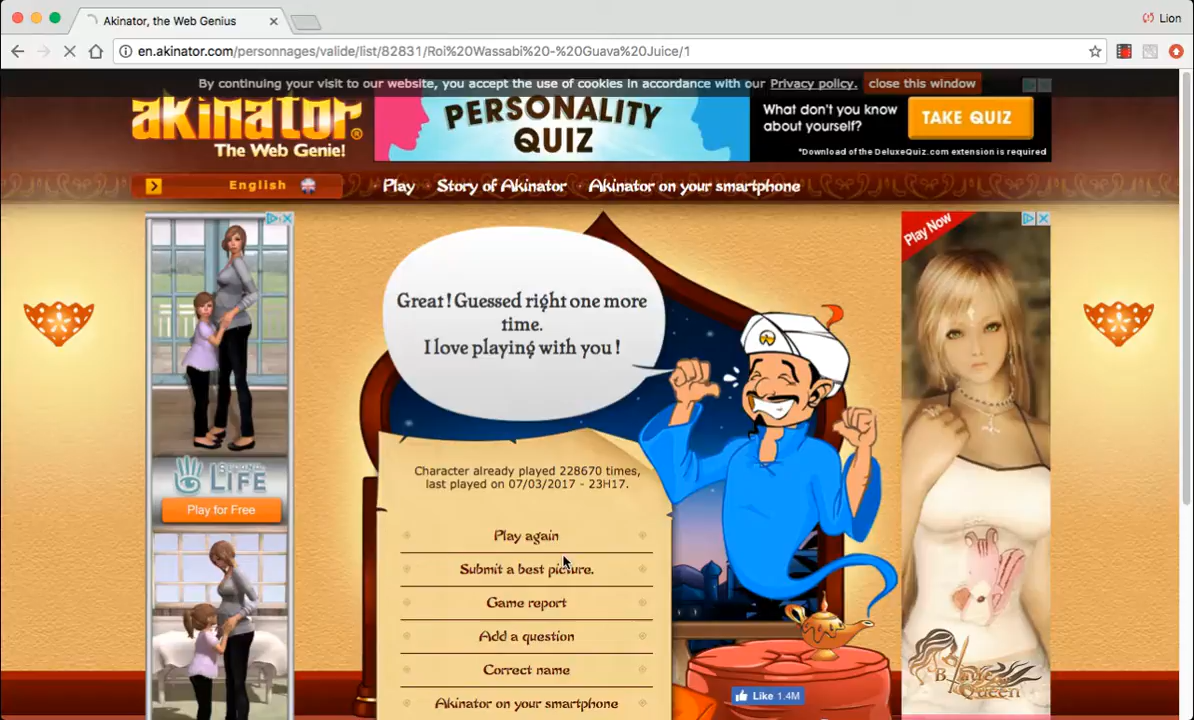 Akinator, the Web Genius
Lion
en.akinator.com/personnages/valide/list/82831/Roi%20Wassabi%20-%20Guava%20Juice/1
By continuing your visit to our website, you accept the use of cookies in accordance with our Privacy policy. close this window
akinator®
The Web Genie!
PERSONALITY
QUIZ
What don't you know
about yourself?
TAKE QUIZ
*Download of the DeluxeQuiz.com extension is required
English
Play
Story of Akinator
Akinator on your smartphone
SECOND
LIFE
Play for Free
Great ! Guessed right one more
time.
I love playing with you !
Character already played 228670 times,
last played on 07/03/2017 - 23H17.
Play again
Submit a best picture.
Game report
Add a question
Correct name
Akinator on your smartphone
Like 1.4M
Play Now
Blade
Queen